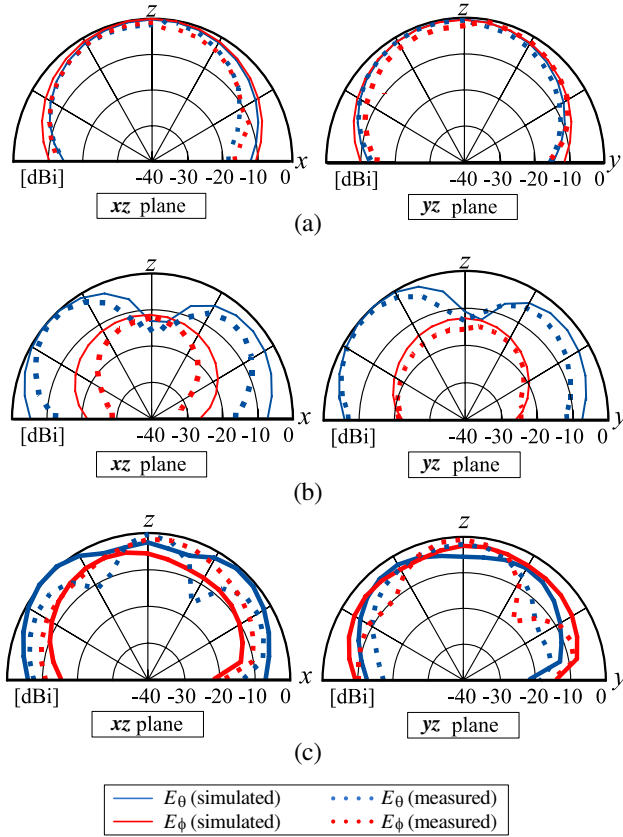 z z
x y
[dBi] -40 -30 -20 -10 0 [dBi] -40 -30 -20 -10 0
xz plane yz plane
(a)
z z
x y
[dBi] -40 -30 -20 -10 0 [dBi] -40 -30 -20 -10 0
xz plane yz plane
(b)
z z
x y
[dBi] -40 -30 -20 -10 0 [dBi] -40 -30 -20 -10 0
xz plane yz plane
(c)
Eθ (simulated) Eθ (measured)
Eϕ (simulated) Eϕ (measured)